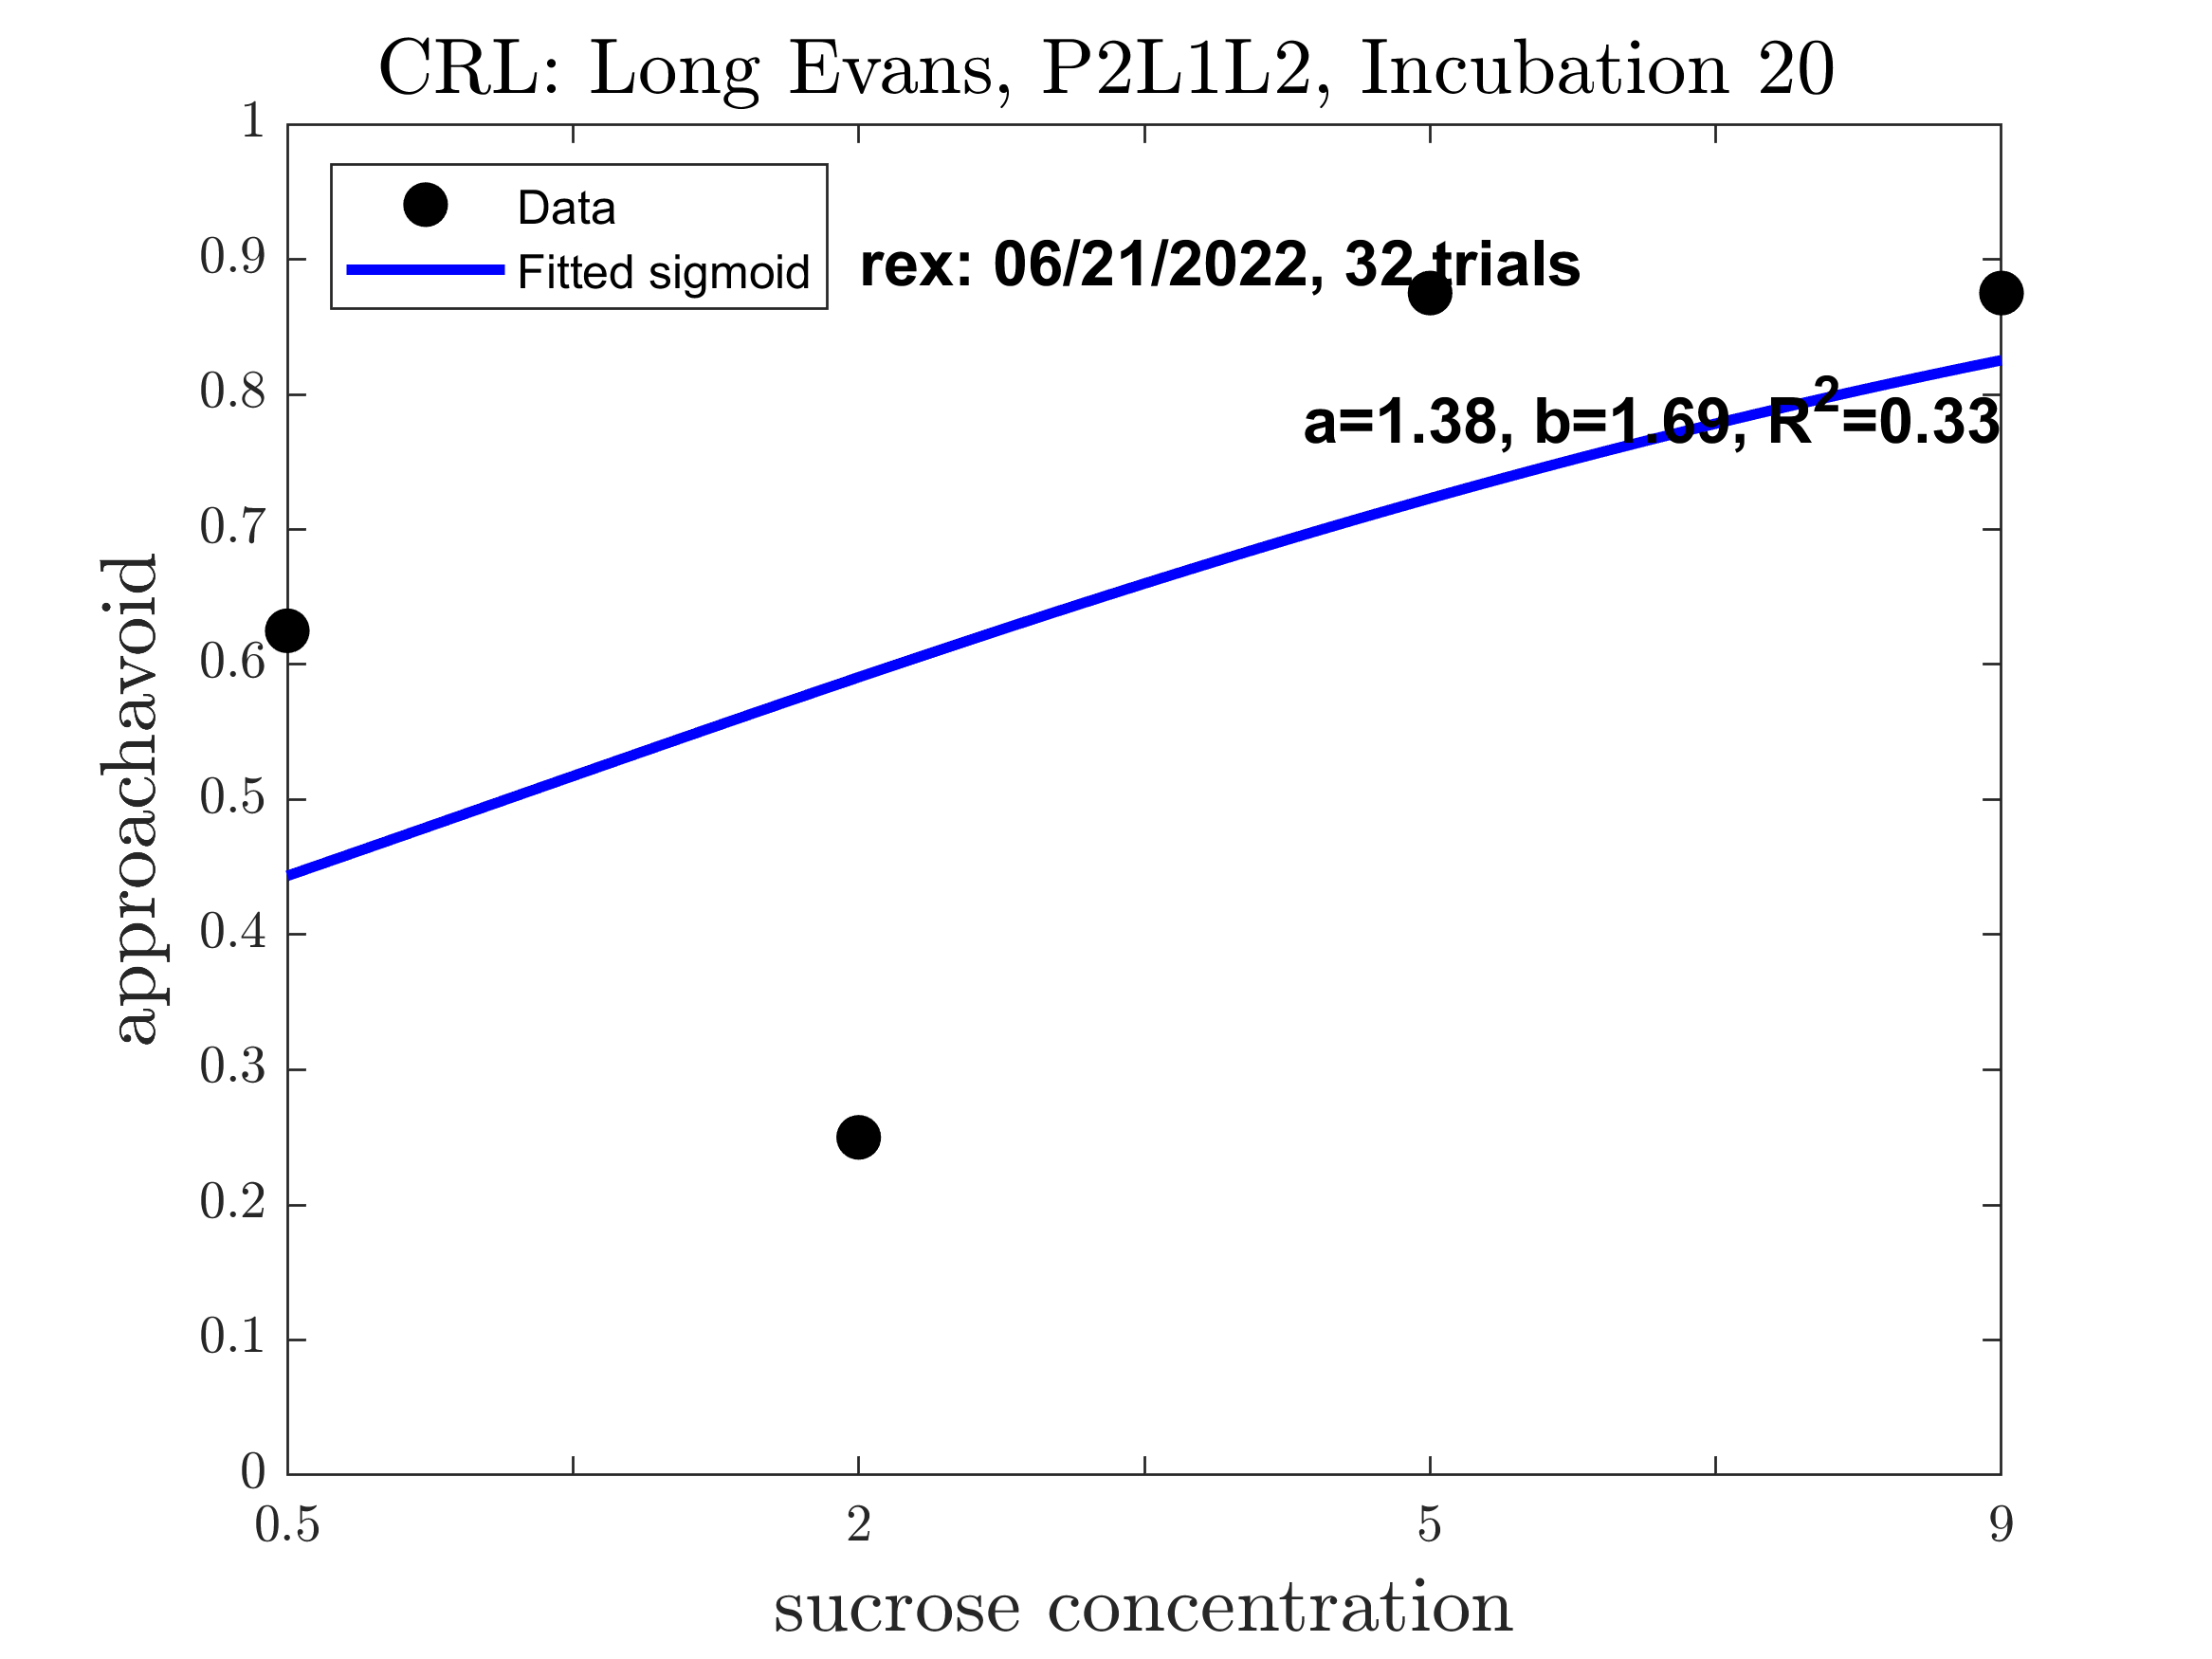 CRL: Long Evans, P2L1L2, Incubation 20
1
Data
Fitted sigmoid
rex: 06/21/2022, 32 trials
0.9
a=1.38, b=1.69, R²=0.33
0.8
0.7
0.6
0.5
0.4
0.3
0.2
0.1
0
approachavoid
0.5 2 5 9
sucrose concentration